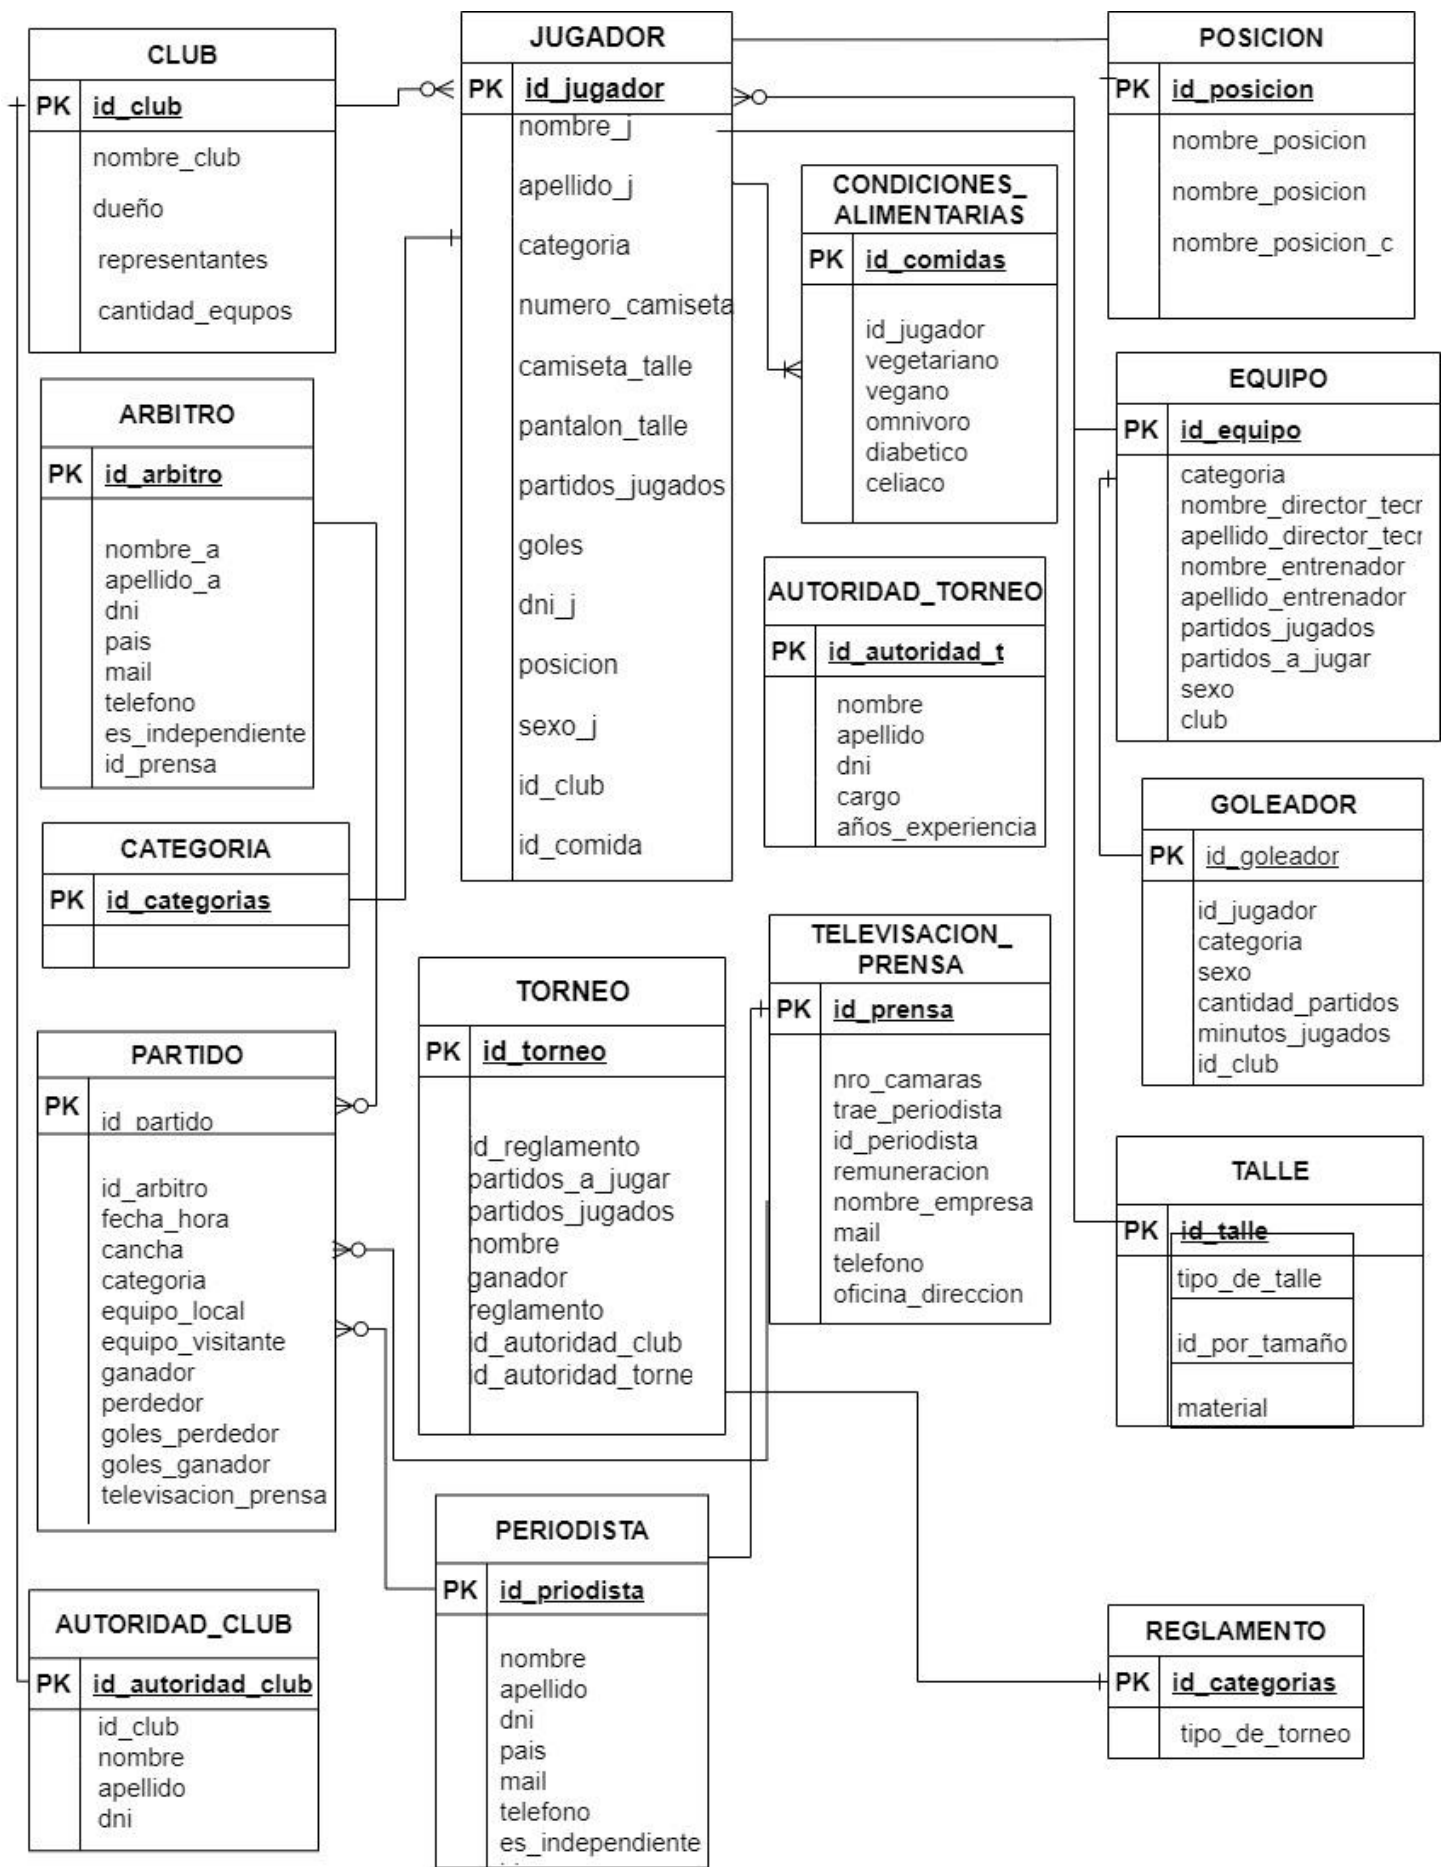 CLUB
PK id_club
nombre_club
dueño
representantes
cantidad_equpos
JUGADOR
PK id_jugador
nombre_j
apellido_j
categoria
numero_camiseta
camiseta_talle
pantalon_talle
partidos_jugados
goles
dni_j
posicion
sexo_j
id_club
id_comida
POSICION
PK id_posicion
nombre_posicion
nombre_posicion
nombre_posicion_c
CONDICIONES_
ALIMENTARIAS
PK id_comidas
id_jugador
vegetariano
vegano
omnivoro
diabetico
celiaco
EQUIPO
PK id_equipo
categoria
nombre_director_tecr
apellido_director_tecr
nombre_entrenador
apellido_entrenador
partidos_jugados
partidos_a_jugar
sexo
club
ARBITRO
PK id_arbitro
nombre_a
apellido_a
dni
pais
mail
telefono
es_independiente
id_prensa
AUTORIDAD_TORNEO
PK id_autoridad_t
nombre
apellido
dni
cargo
años_experiencia
GOLEADOR
PK id_goleador
id_jugador
categoria
sexo
cantidad_partidos
minutos_jugados
id_club
CATEGORIA
PK id_categorias
TORNEO
PK id_torneo
id_reglamento
partidos_a_jugar
partidos_jugados
nombre
ganador
reglamento
id_autoridad_club
id_autoridad_torne
TELEVISACION_
PRENSA
PK id_prensa
nro_camaras
trae_periodista
id_periodista
remuneracion
nombre_empresa
mail
telefono
oficina_direccion
PARTIDO
PK id_partido
id_arbitro
fecha_hora
cancha
categoria
equipo_local
equipo_visitante
ganador
perdedor
goles_perdedor
goles_ganador
televisacion_prensa
TALLE
PK id_talle
tipo_de_talle
id_por_tamaño
material
PERIODISTA
PK id_priodista
nombre
apellido
dni
pais
mail
telefono
es_independiente
AUTORIDAD_CLUB
PK id_autoridad_club
id_club
nombre
apellido
dni
REGLAMENTO
PK id_categorias
tipo_de_torneo